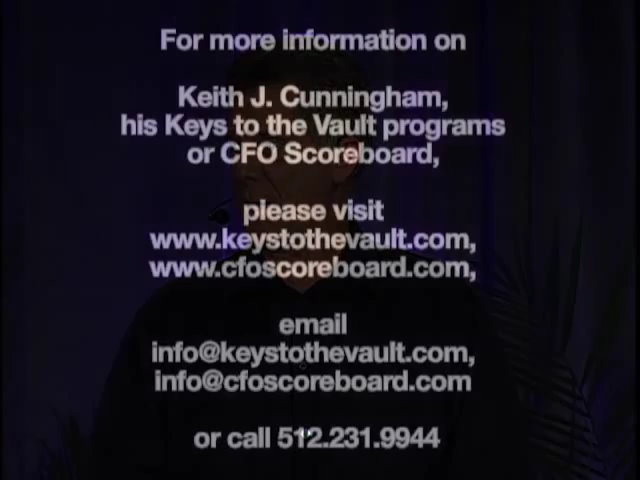 For more information on
Keith J. Cunningham,
his Keys to the Vault programs
or CFO Scoreboard,
please visit
www.keystothevault.com,
www.cfoscoreboard.com,
email
info@keystothevault.com,
info@cfoscoreboard.com
or call 512.231.9944